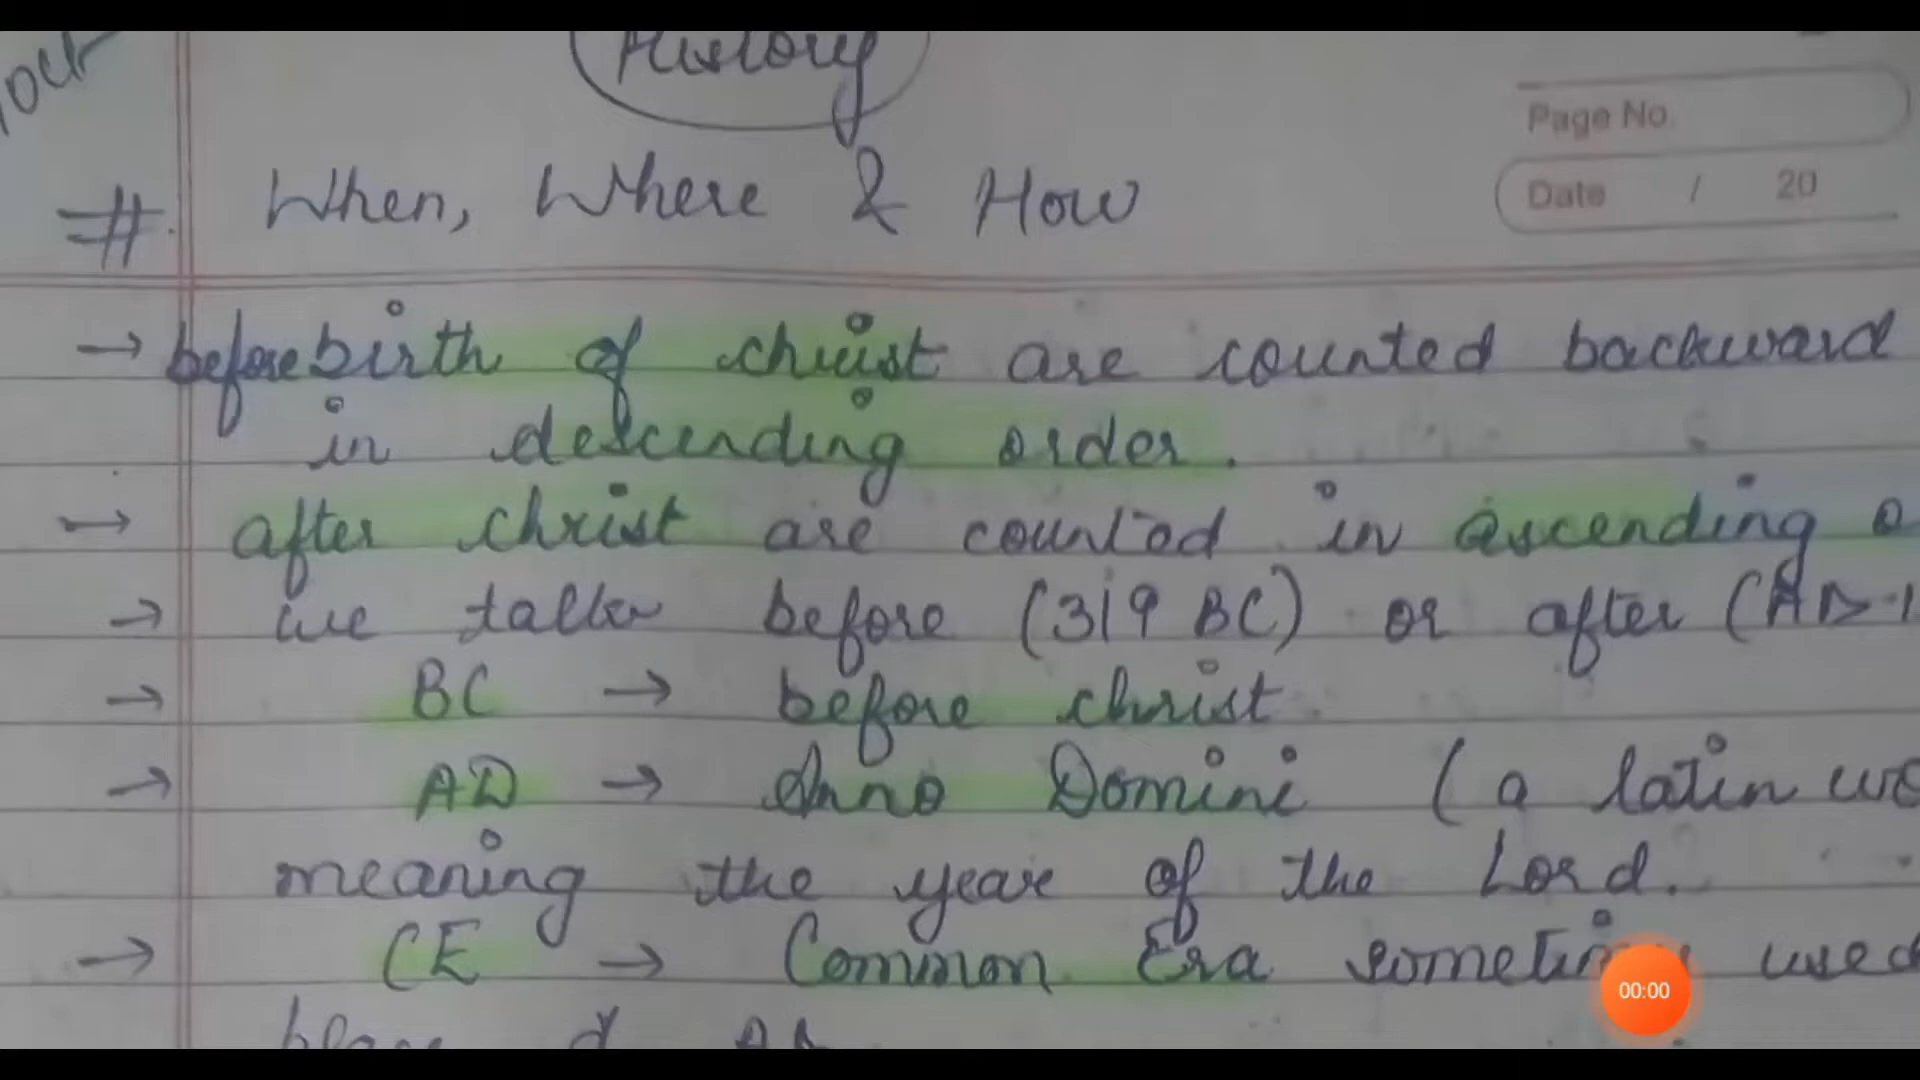 History
Page No.
Date / 20
# When, Where & How
→ before birth of christ are counted backward
in descending order.
→ after christ are counted in ascending
→ we talk before (319 BC) or after (AD
→ BC → before christ.
→ AD → Anno Domini (a latin
meaning the year of the Lord.
→ CE → Common Era used
00:00